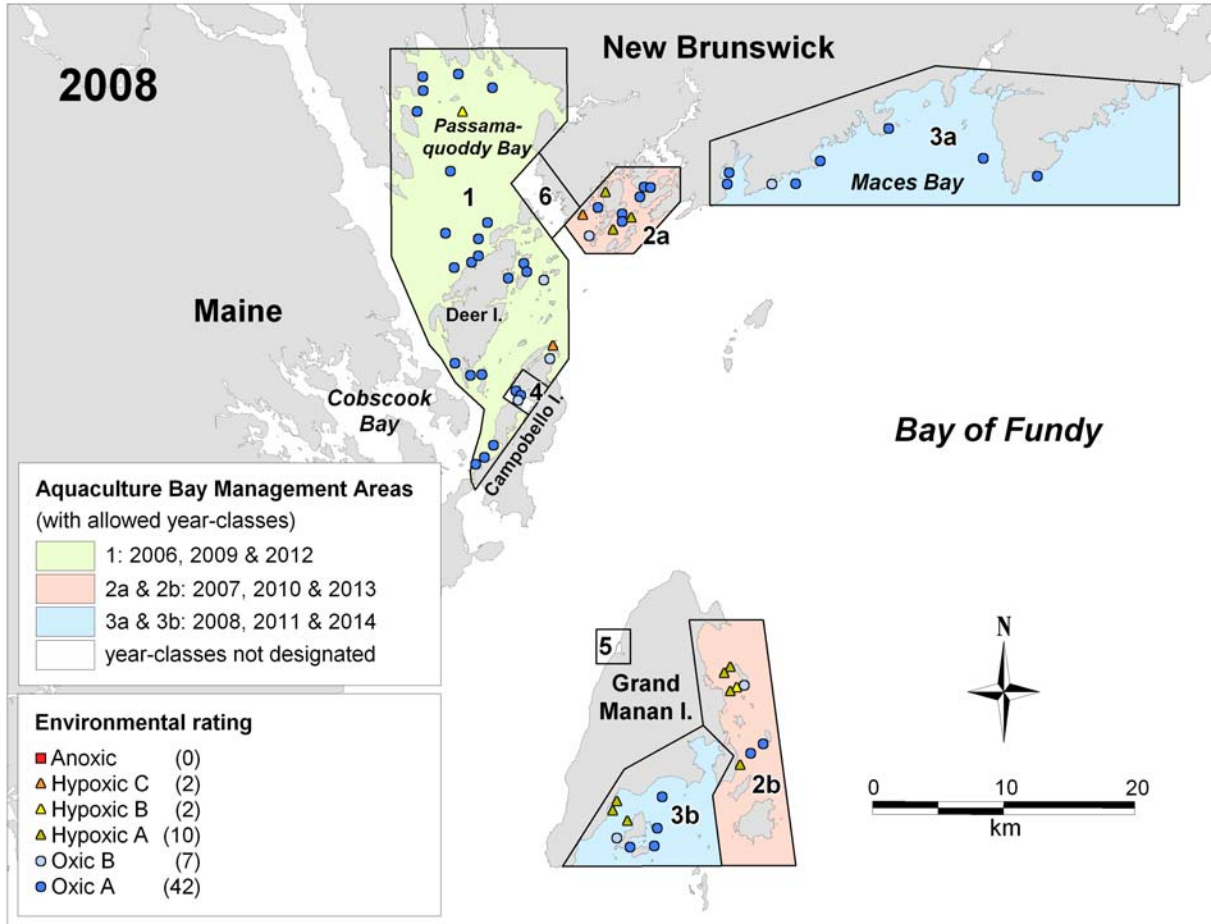 2008
New Brunswick
Passama-
quoddy Bay
1
6
2a
3a
Maces Bay
Maine
Deer I.
4
Cobscook
Bay
Campobello I.
Bay of Fundy
Aquaculture Bay Management Areas
(with allowed year-classes)
1: 2006, 2009 & 2012
2a & 2b: 2007, 2010 & 2013
3a & 3b: 2008, 2011 & 2014
year-classes not designated
Environmental rating
Anoxic (0)
Hypoxic C (2)
Hypoxic B (2)
Hypoxic A (10)
Oxic B (7)
Oxic A (42)
5
Grand
Manan I.
2b
3b
N
0 10 20
km